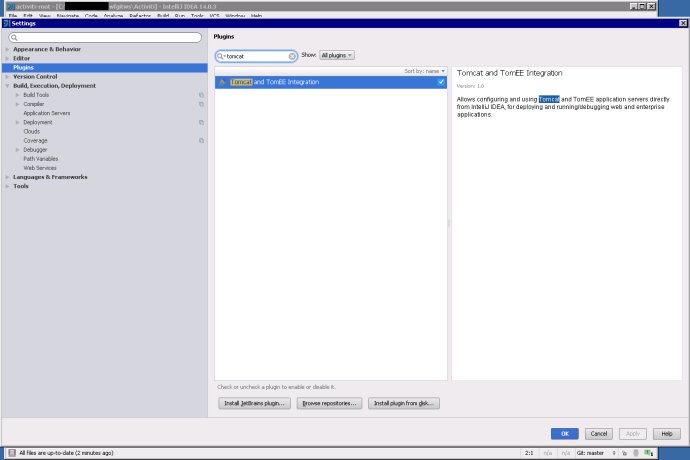 activiti-root - [C:\ wfgitws\Activiti] - IntelliJ IDEA 14.0.3
File Edit View Navigate Code Analyze Refactor Build Run Tools VCS Window Help
Settings
Appearance & Behavior
Editor
Plugins
Version Control
Build, Execution, Deployment
Build Tools
Compiler
Application Servers
Deployment
Clouds
Coverage
Debugger
Path Variables
Web Services
Languages & Frameworks
Tools
Plugins
tomcat
Show: All plugins
Sort by: name
Tomcat and TomEE Integration
Tomcat and TomEE Integration
Version: 1.0
Allows configuring and using Tomcat and TomEE application servers directly
from IntelliJ IDEA, for deploying and running/debugging web and enterprise
applications.
Check or uncheck a plugin to enable or disable it.
Install JetBrains plugin... Browse repositories... Install plugin from disk...
OK Cancel Apply Help
All files are up-to-date (2 minutes ago) 2:1 n/a n/a Git: master